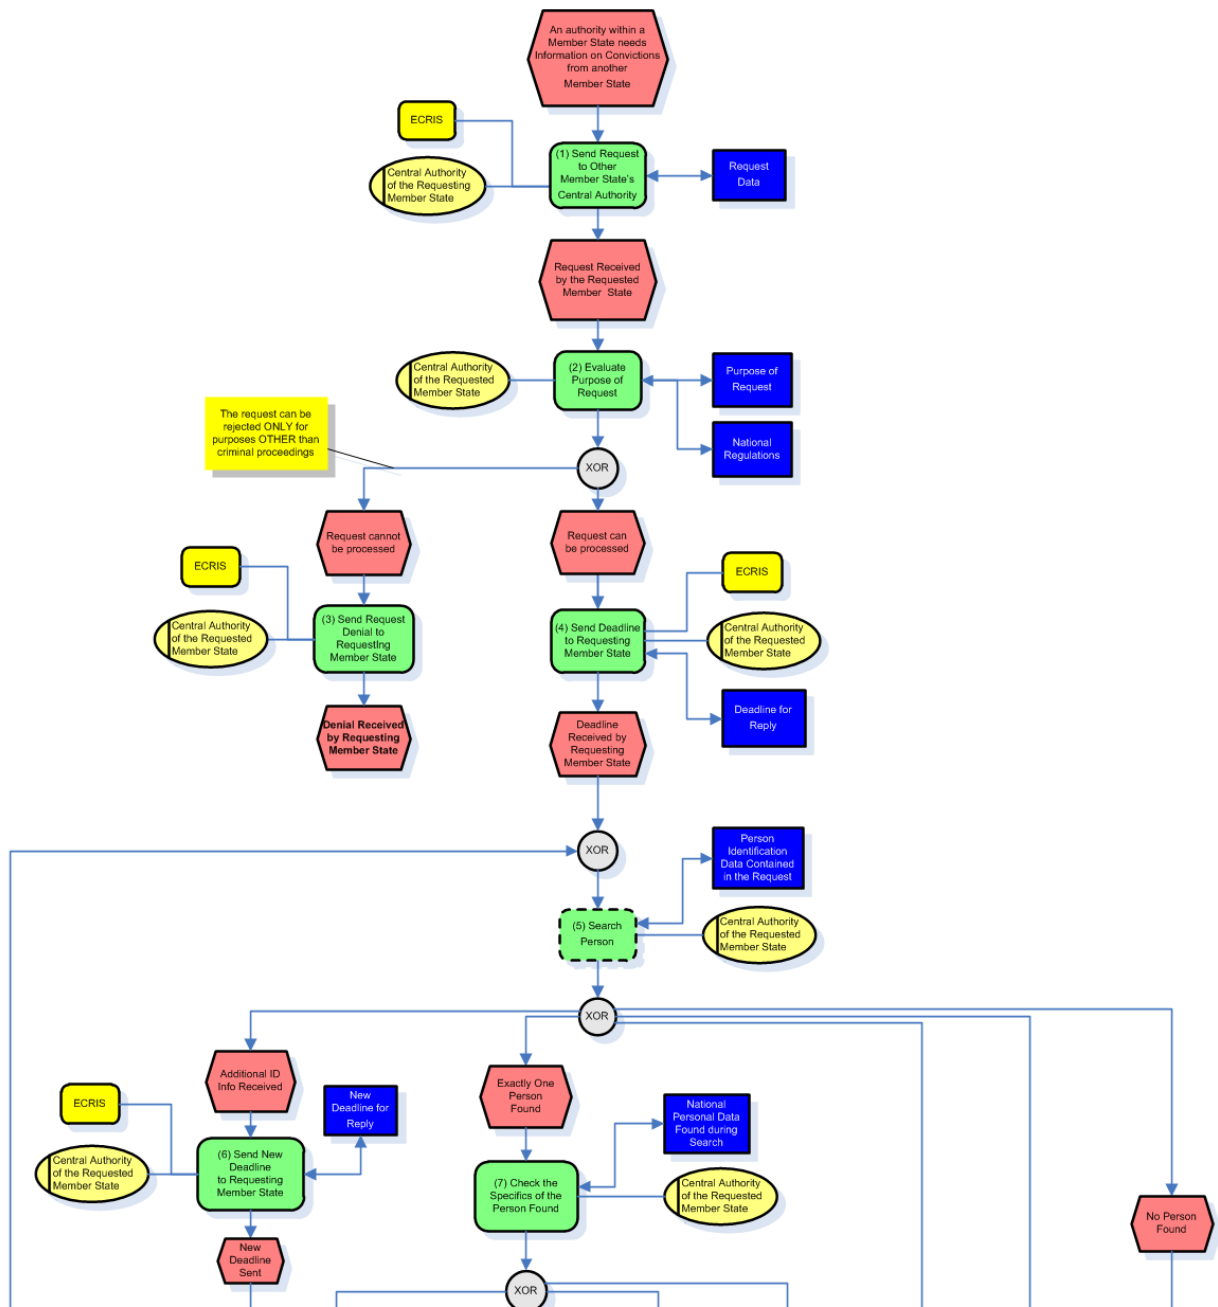 An authority within a
Member State needs
Information on Convictions
from another
Member State
ECRIS
(1) Send Request
to Other
Member State's
Central Authority
Central Authority
of the Requesting
Member State
Request
Data
Request Received
by the Requested
Member State
(2) Evaluate
Purpose of
Request
Central Authority
of the Requested
Member State
Purpose of
Request
National
Regulations
The request can be
rejected ONLY for
purposes OTHER than
criminal proceedings
XOR
Request cannot
be processed
Request can
be processed
ECRIS
ECRIS
Central Authority
of the Requested
Member State
(3) Send Request
Denial to
Requesting
Member State
(4) Send Deadline
to Requesting
Member State
Central Authority
of the Requested
Member State
Deadline for
Reply
Denial Received
by Requesting
Member State
Deadline
Received by
Requesting
Member State
XOR
Person
Identification
Data Contained
in the Request
(5) Search
Person
Central Authority
of the Requested
Member State
XOR
Additional ID
Info Received
Exactly One
Person
Found
ECRIS
New
Deadline for
Reply
National
Personal Data
Found during
Search
Central Authority
of the Requested
Member State
(6) Send New
Deadline
to Requesting
Member State
(7) Check the
Specifics of the
Person Found
Central Authority
of the Requested
Member State
No Person
Found
New
Deadline
Sent
XOR